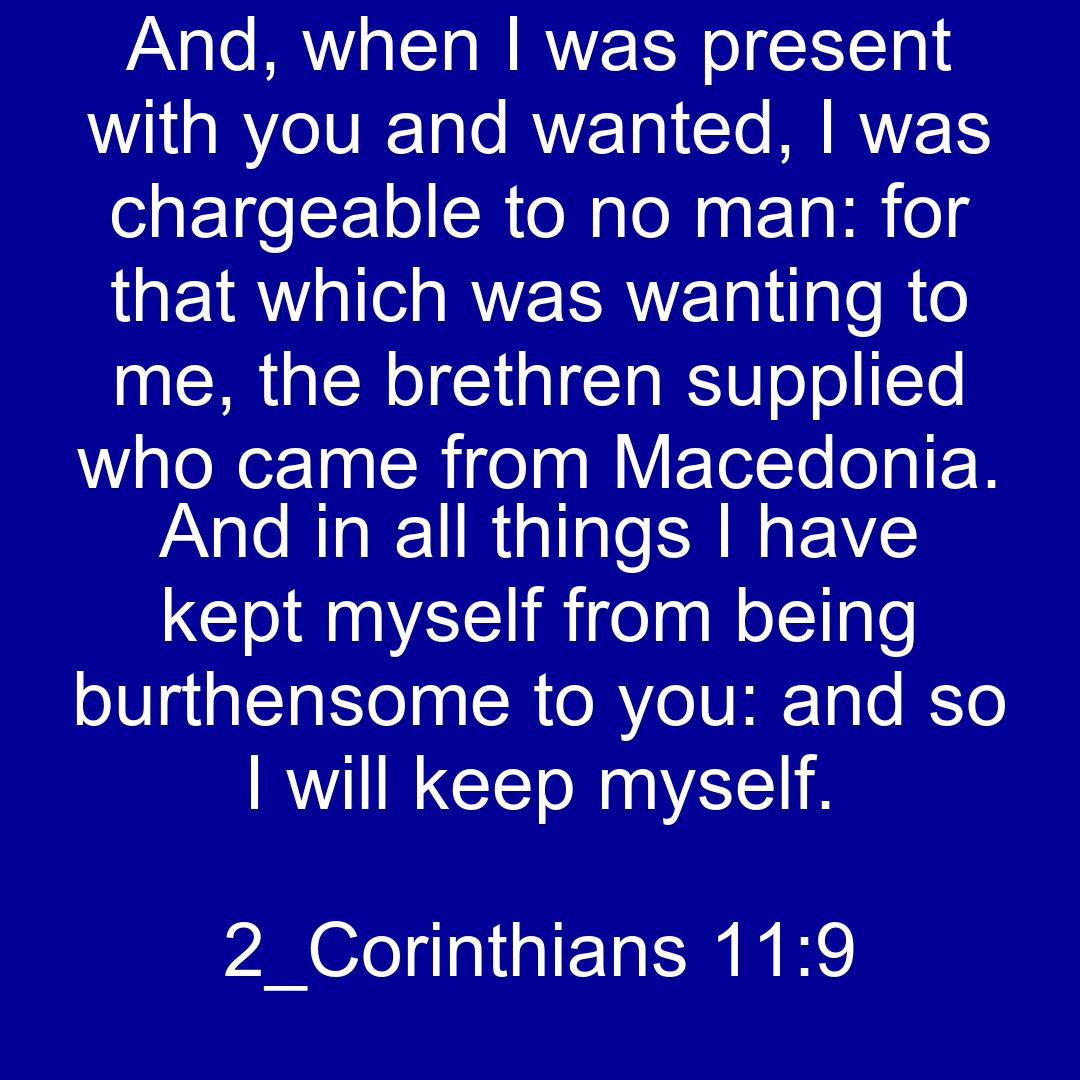 And, when I was present
with you and wanted, I was
chargeable to no man: for
that which was wanting to
me, the brethren supplied
who came from Macedonia.
And in all things I have
kept myself from being
burthensome to you: and so
I will keep myself.
2_Corinthians 11:9